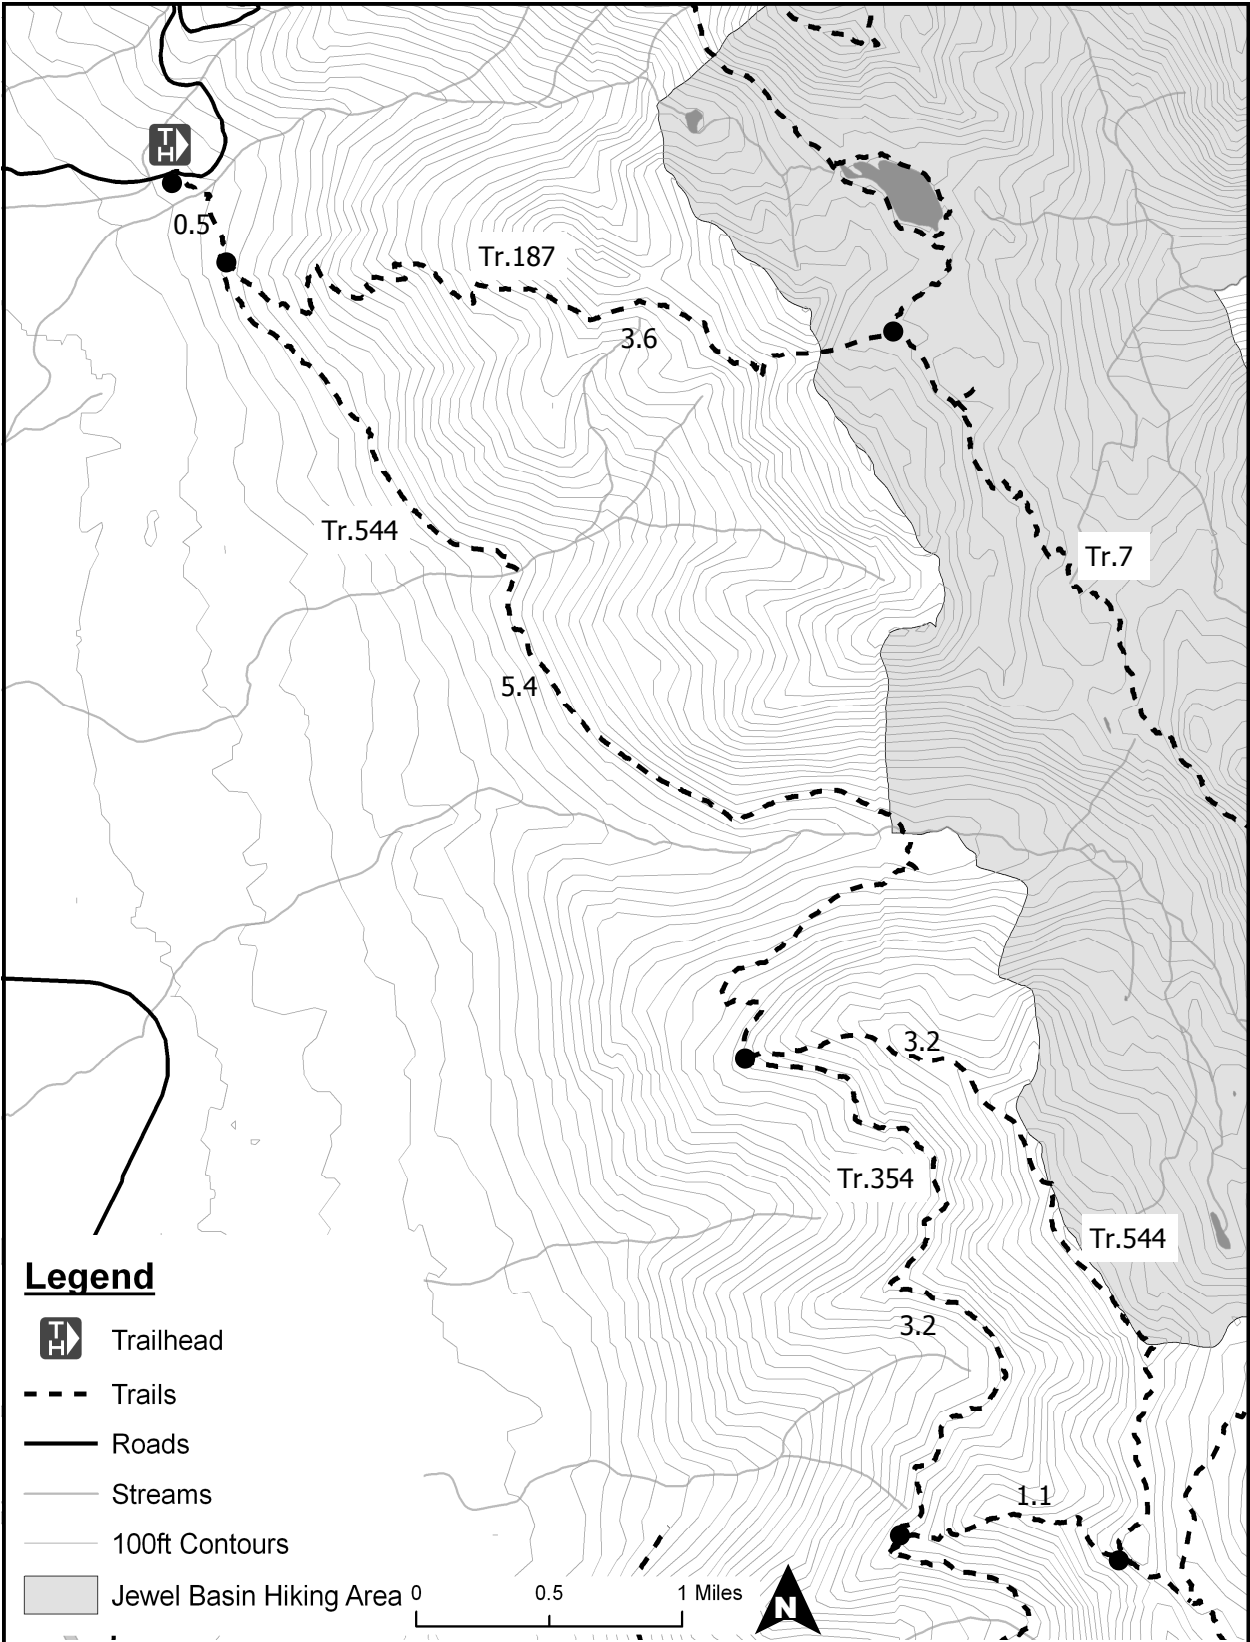 TH
0.5
Tr.187
3.6
Tr.544
Tr.7
5.4
3.2
Tr.354
Tr.544
3.2
1.1
Legend
TH
Trailhead
Trails
Roads
Streams
100ft Contours
Jewel Basin Hiking Area
0 0.5 1 Miles
N